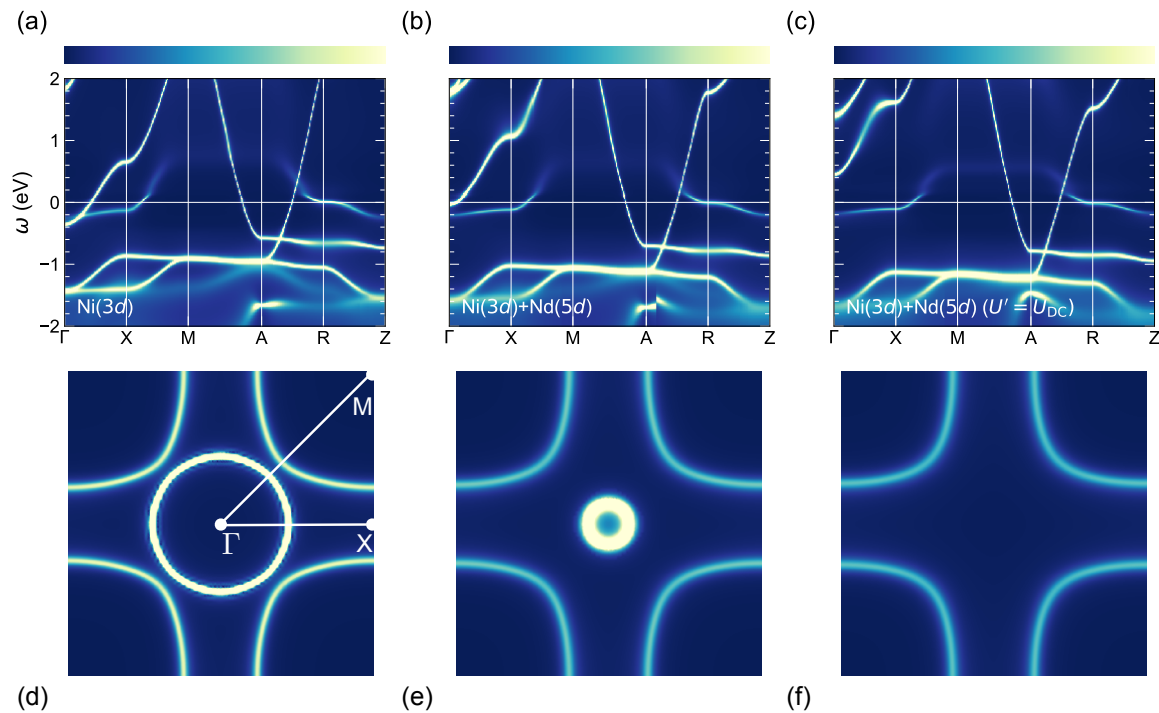 (a) (b) (c)
2
1
0
−1
−2
ω (eV)
Ni(3d)
Γ X M A R Z
Ni(3d)+Nd(5d)
Γ X M A R Z
Ni(3d)+Nd(5d) (U′ = U_DC)
Γ X M A R Z
M
Γ
X
(d) (e) (f)